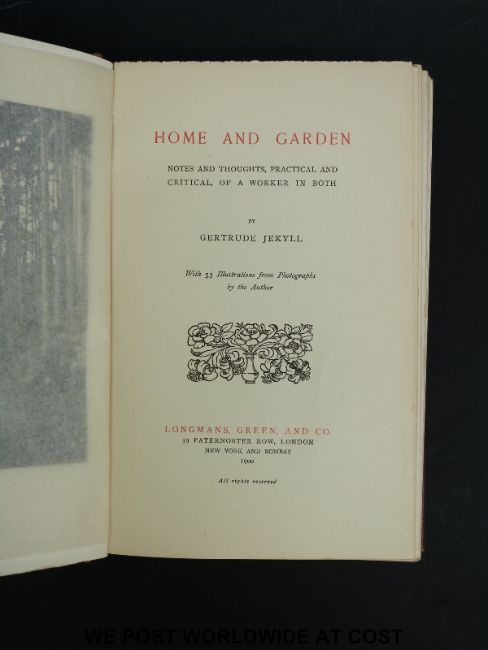 HOME AND GARDEN
NOTES AND THOUGHTS, PRACTICAL AND
CRITICAL, OF A WORKER IN BOTH
BY
GERTRUDE JEKYLL
With 53 Illustrations from Photographs
by the Author
LONGMANS, GREEN, AND CO.
39 PATERNOSTER ROW, LONDON
NEW YORK AND BOMBAY
1900
All rights reserved
WE POST WORLDWIDE AT COST